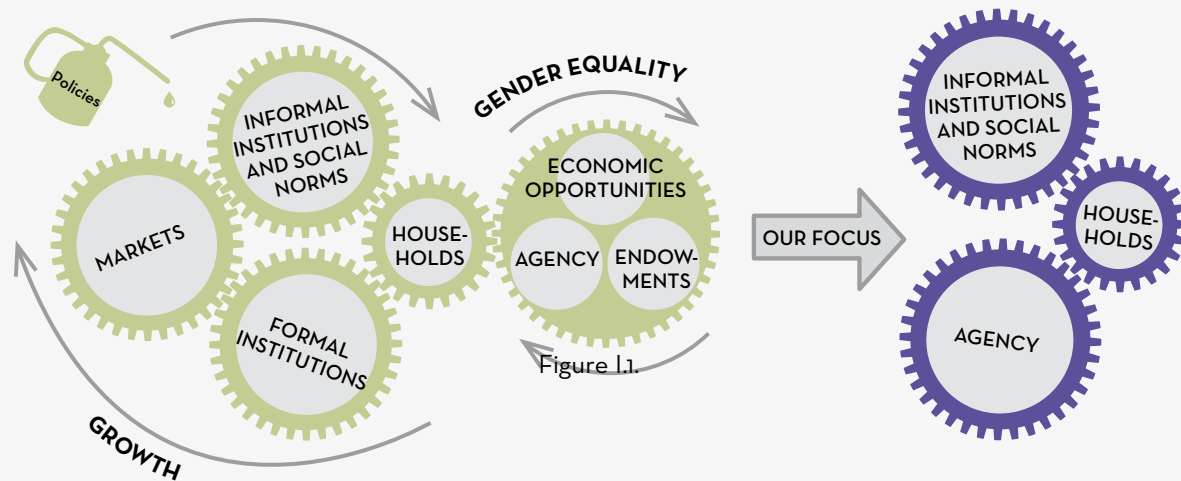 Policies
INFORMAL
INSTITUTIONS
AND SOCIAL
NORMS
MARKETS
FORMAL
INSTITUTIONS
HOUSE-
HOLDS
GROWTH
GENDER EQUALITY
ECONOMIC
OPPORTUNITIES
AGENCY
ENDOW-
MENTS
Figure I.1.
OUR FOCUS
INFORMAL
INSTITUTIONS
AND SOCIAL
NORMS
HOUSE-
HOLDS
AGENCY